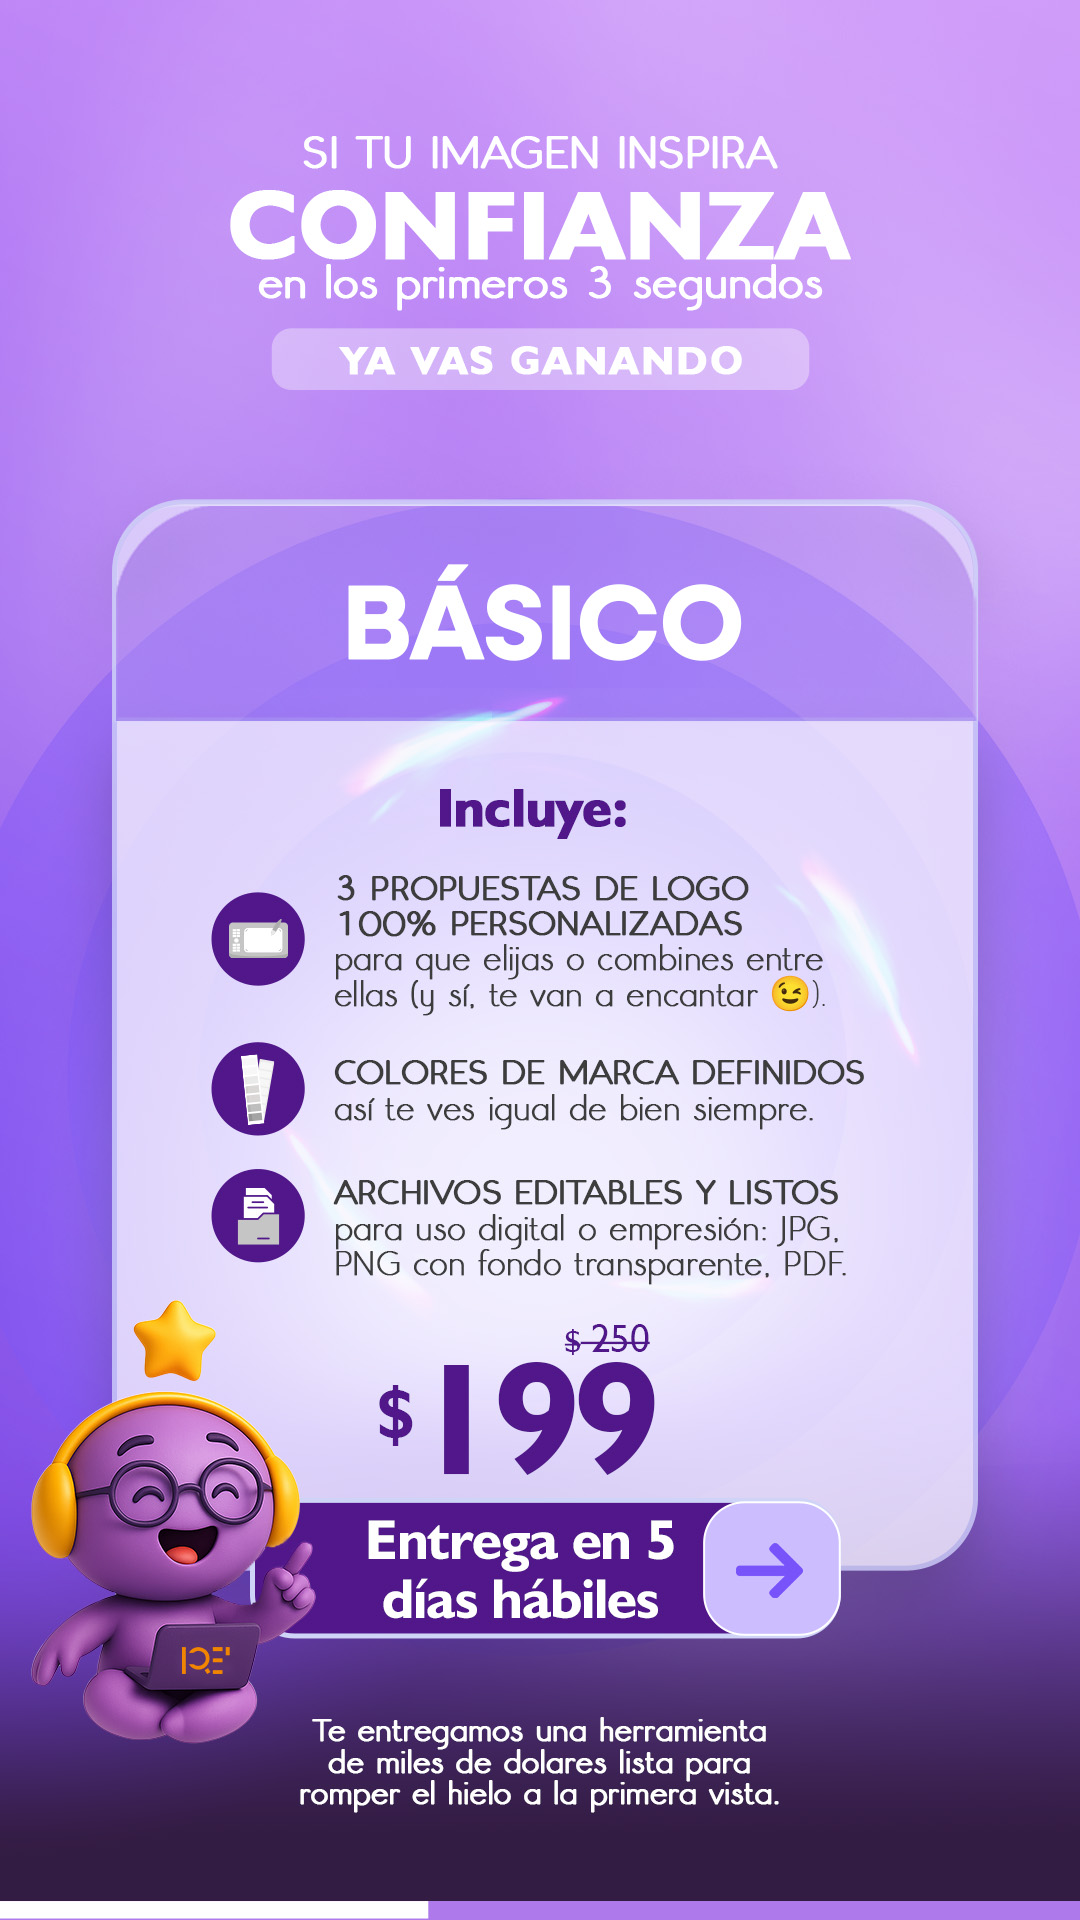 SI TU IMAGEN INSPIRA
CONFIANZA
en los primeros 3 segundos
YA VAS GANANDO
BÁSICO
Incluye:
3 PROPUESTAS DE LOGO
100% PERSONALIZADAS
para que elijas o combines entre
ellas (y sí, te van a encantar 😉).
COLORES DE MARCA DEFINIDOS
así te ves igual de bien siempre.
ARCHIVOS EDITABLES Y LISTOS
para uso digital o empresión: JPG,
PNG con fondo transparente, PDF.
$ 250
$199
Entrega en 5
días hábiles
Te entregamos una herramienta
de miles de dolares lista para
romper el hielo a la primera vista.